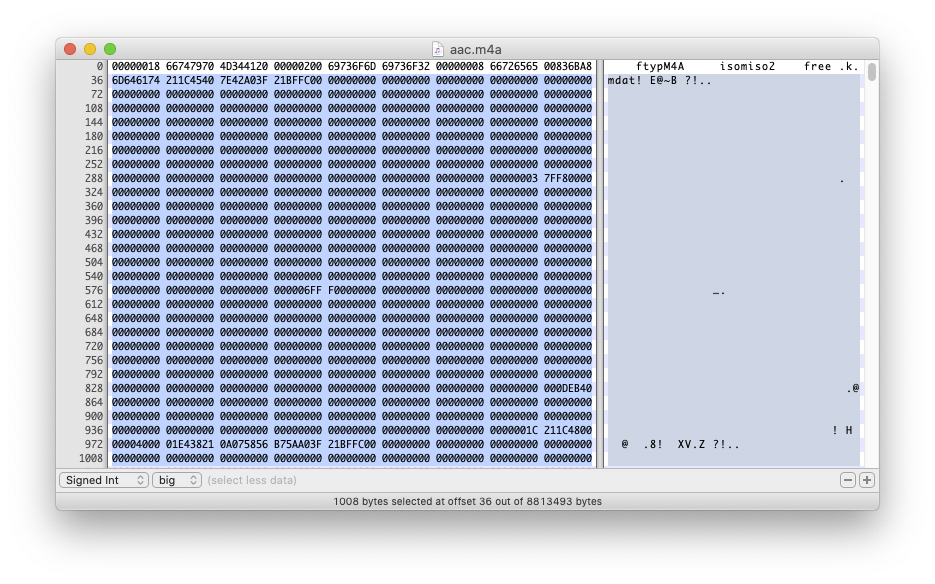 aac.m4a
0 00000018 66747970 4D344120 00000200 69736F6D 69736F32 00000008 66726565 00836BA8 ftypM4A isomiso2 free .k.
36 6D646174 211C4540 7E42A03F 21BFFC00 00000000 00000000 00000000 00000000 00000000 mdat! E@~B ?!..
72 00000000 00000000 00000000 00000000 00000000 00000000 00000000 00000000 00000000
108 00000000 00000000 00000000 00000000 00000000 00000000 00000000 00000000 00000000
144 00000000 00000000 00000000 00000000 00000000 00000000 00000000 00000000 00000000
180 00000000 00000000 00000000 00000000 00000000 00000000 00000000 00000000 00000000
216 00000000 00000000 00000000 00000000 00000000 00000000 00000000 00000000 00000000
252 00000000 00000000 00000000 00000000 00000000 00000000 00000000 00000000 00000000
288 00000000 00000000 00000000 00000000 00000000 00000000 00000000 00000003 7FF80000 .
324 00000000 00000000 00000000 00000000 00000000 00000000 00000000 00000000 00000000
360 00000000 00000000 00000000 00000000 00000000 00000000 00000000 00000000 00000000
396 00000000 00000000 00000000 00000000 00000000 00000000 00000000 00000000 00000000
432 00000000 00000000 00000000 00000000 00000000 00000000 00000000 00000000 00000000
468 00000000 00000000 00000000 00000000 00000000 00000000 00000000 00000000 00000000
504 00000000 00000000 00000000 00000000 00000000 00000000 00000000 00000000 00000000
540 00000000 00000000 00000000 00000000 00000000 00000000 00000000 00000000 00000000
576 00000000 00000000 00000000 000006FF F0000000 00000000 00000000 00000000 00000000 _.
612 00000000 00000000 00000000 00000000 00000000 00000000 00000000 00000000 00000000
648 00000000 00000000 00000000 00000000 00000000 00000000 00000000 00000000 00000000
684 00000000 00000000 00000000 00000000 00000000 00000000 00000000 00000000 00000000
720 00000000 00000000 00000000 00000000 00000000 00000000 00000000 00000000 00000000
756 00000000 00000000 00000000 00000000 00000000 00000000 00000000 00000000 00000000
792 00000000 00000000 00000000 00000000 00000000 00000000 00000000 00000000 00000000
828 00000000 00000000 00000000 00000000 00000000 00000000 00000000 00000000 000DEB40 .@
864 00000000 00000000 00000000 00000000 00000000 00000000 00000000 00000000 00000000
900 00000000 00000000 00000000 00000000 00000000 00000000 00000000 00000000 00000000
936 00000000 00000000 00000000 00000000 00000000 00000000 00000000 0000001C 211C4800 ! H
972 00004000 01E43821 0A075856 B75AA03F 21BFFC00 00000000 00000000 00000000 00000000 @ .8! XV.Z ?!..
1008 00000000 00000000 00000000 00000000 00000000 00000000 00000000 00000000 00000000
Signed Int big (select less data)
1008 bytes selected at offset 36 out of 8813493 bytes